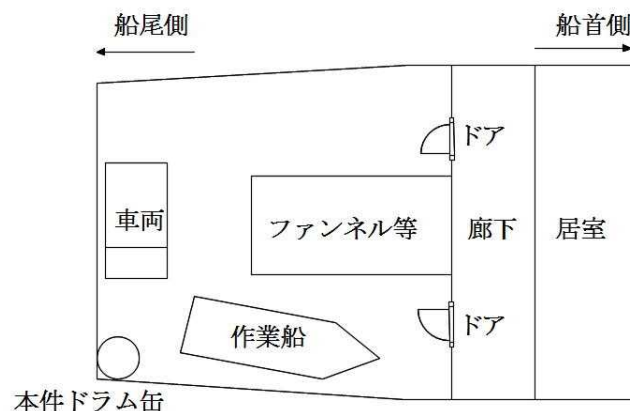 船尾側
船首側
ドア
車両
ファンネル等
廊下
居室
作業船
ドア
本件ドラム缶